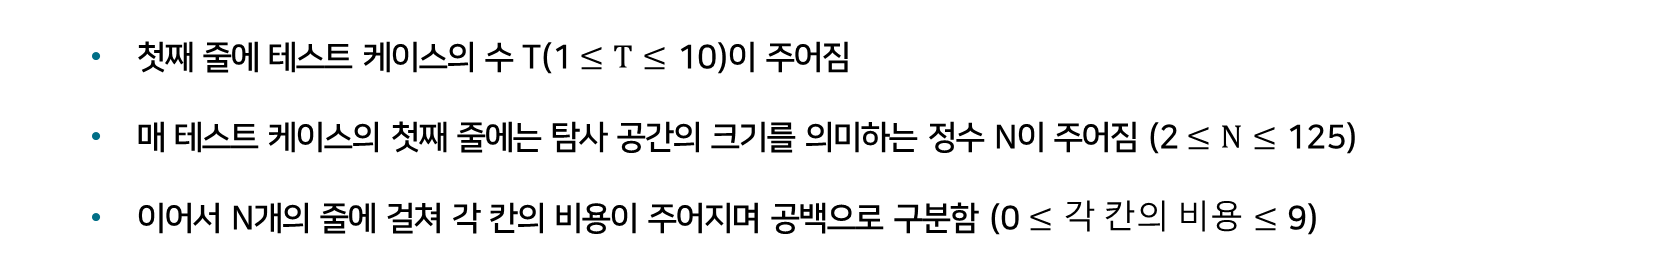 • 첫째 줄에 테스트 케이스의 수 T(1 ≤ T ≤ 10)이 주어짐
• 매 테스트 케이스의 첫째 줄에는 탐사 공간의 크기를 의미하는 정수 N이 주어짐 (2 ≤ N ≤ 125)
• 이어서 N개의 줄에 걸쳐 각 칸의 비용이 주어지며 공백으로 구분함 (0 ≤ 각 칸의 비용 ≤ 9)